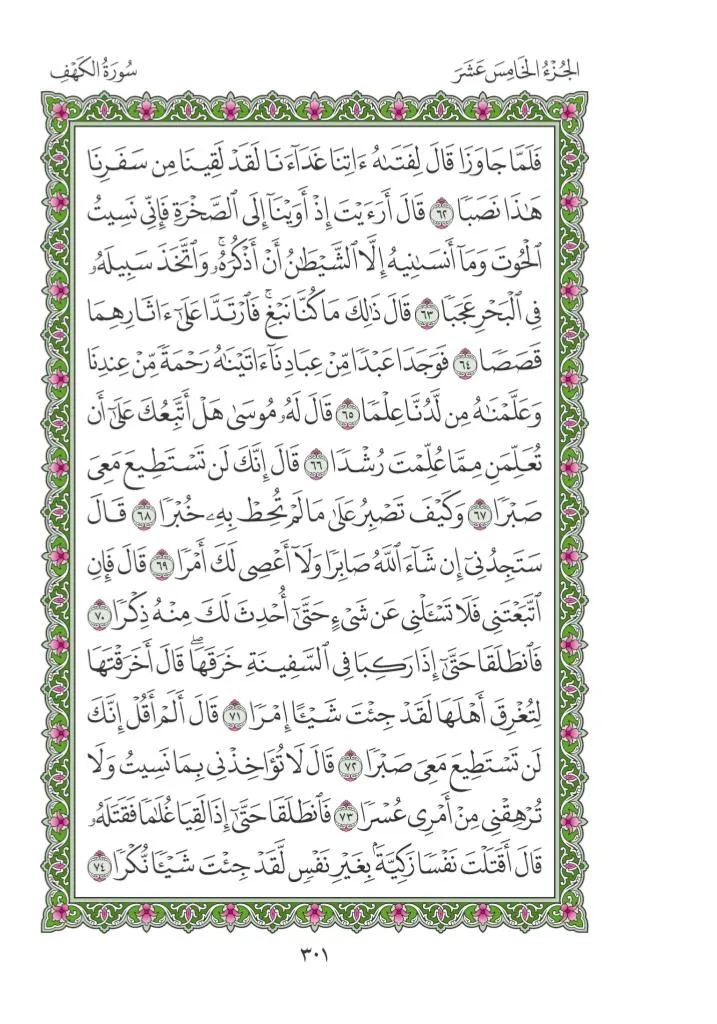 الجُزْءُ الخَامِسَ عَشَرَ
سُورَةُ الكَهْفِ
فَلَمَّا جَاوَزَا قَالَ لِفَتَىٰهُ ءَاتِنَا غَدَآءَنَا لَقَدْ لَقِينَا مِن سَفَرِنَا
هَٰذَا نَصَبًا ٦٢ قَالَ أَرَءَيْتَ إِذْ أَوَيْنَآ إِلَى ٱلصَّخْرَةِ فَإِنِّي نَسِيتُ
ٱلْحُوتَ وَمَآ أَنسَىٰنِيهُ إِلَّا ٱلشَّيْطَٰنُ أَنْ أَذْكُرَهُۥۚ وَٱتَّخَذَ سَبِيلَهُۥ
فِي ٱلْبَحْرِ عَجَبًا ٦٣ قَالَ ذَٰلِكَ مَا كُنَّا نَبْغِۚ فَٱرْتَدَّا عَلَىٰٓ ءَاثَارِهِمَا
قَصَصًا ٦٤ فَوَجَدَا عَبْدًا مِّنْ عِبَادِنَآ ءَاتَيْنَٰهُ رَحْمَةً مِّنْ عِندِنَا
وَعَلَّمْنَٰهُ مِن لَّدُنَّا عِلْمًا ٦٥ قَالَ لَهُۥ مُوسَىٰ هَلْ أَتَّبِعُكَ عَلَىٰٓ أَن
تُعَلِّمَنِ مِمَّا عُلِّمْتَ رُشْدًا ٦٦ قَالَ إِنَّكَ لَن تَسْتَطِيعَ مَعِيَ
صَبْرًا ٦٧ وَكَيْفَ تَصْبِرُ عَلَىٰ مَا لَمْ تُحِطْ بِهِۦ خُبْرًا ٦٨ قَالَ
سَتَجِدُنِيٓ إِن شَآءَ ٱللَّهُ صَابِرًا وَلَآ أَعْصِي لَكَ أَمْرًا ٦٩ قَالَ فَإِنِ
ٱتَّبَعْتَنِي فَلَا تَسْـَٔلْنِي عَن شَيْءٍ حَتَّىٰٓ أُحْدِثَ لَكَ مِنْهُ ذِكْرًا ٧٠
فَٱنطَلَقَا حَتَّىٰٓ إِذَا رَكِبَا فِي ٱلسَّفِينَةِ خَرَقَهَاۖ قَالَ أَخَرَقْتَهَا
لِتُغْرِقَ أَهْلَهَا لَقَدْ جِئْتَ شَيْـًٔا إِمْرًا ٧١ قَالَ أَلَمْ أَقُلْ إِنَّكَ
لَن تَسْتَطِيعَ مَعِيَ صَبْرًا ٧٢ قَالَ لَا تُؤَاخِذْنِي بِمَا نَسِيتُ وَلَا
تُرْهِقْنِي مِنْ أَمْرِي عُسْرًا ٧٣ فَٱنطَلَقَا حَتَّىٰٓ إِذَا لَقِيَا غُلَٰمًا فَقَتَلَهُۥ
قَالَ أَقَتَلْتَ نَفْسًا زَكِيَّةًۢ بِغَيْرِ نَفْسٍ لَّقَدْ جِئْتَ شَيْـًٔا نُّكْرًا ٧٤
٣٠١